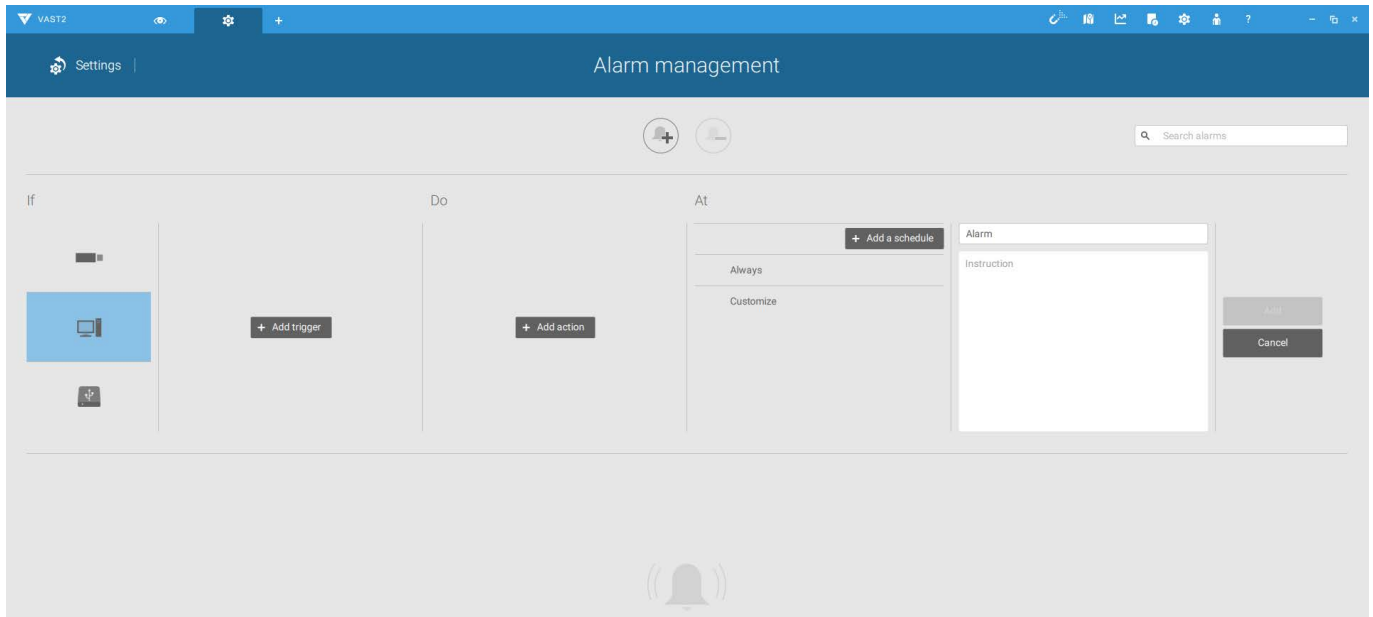 VAST2
?
Settings
Alarm management
Search alarms
If
Do
At
+ Add a schedule
Alarm
Instruction
Always
Customize
+ Add trigger
+ Add action
Add
Cancel